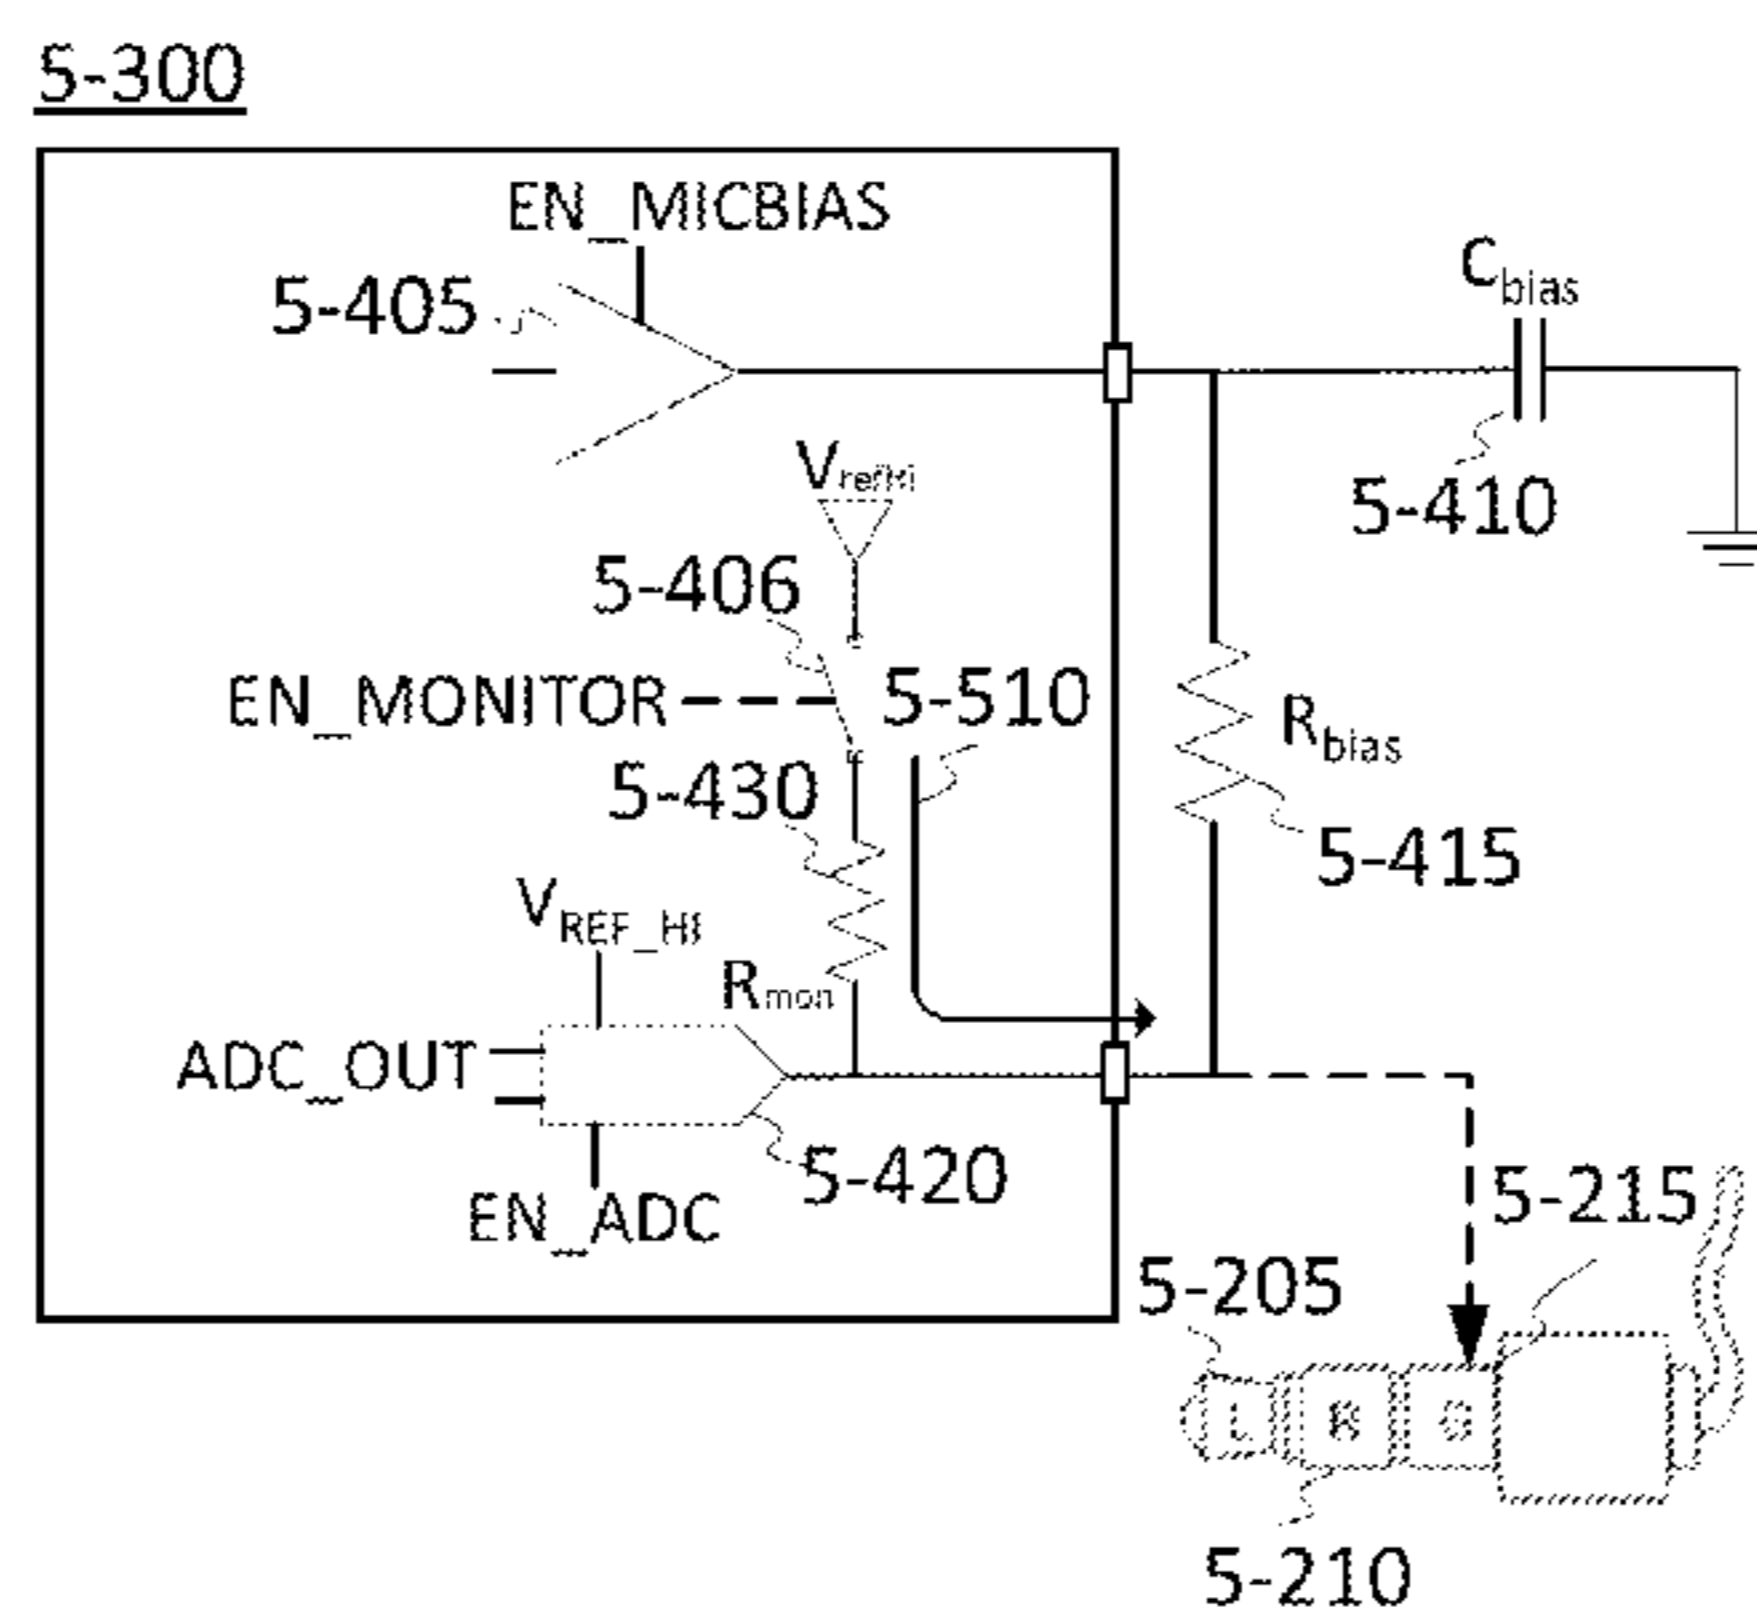 5-300
EN_MICBIAS
5-405
Cbias
5-410
VrefHi
5-406
EN_MONITOR
5-510
Rbias
5-430
5-415
VREF_HI
Rmon
ADC_OUT
5-420
EN_ADC
5-215
5-205
L R G
5-210